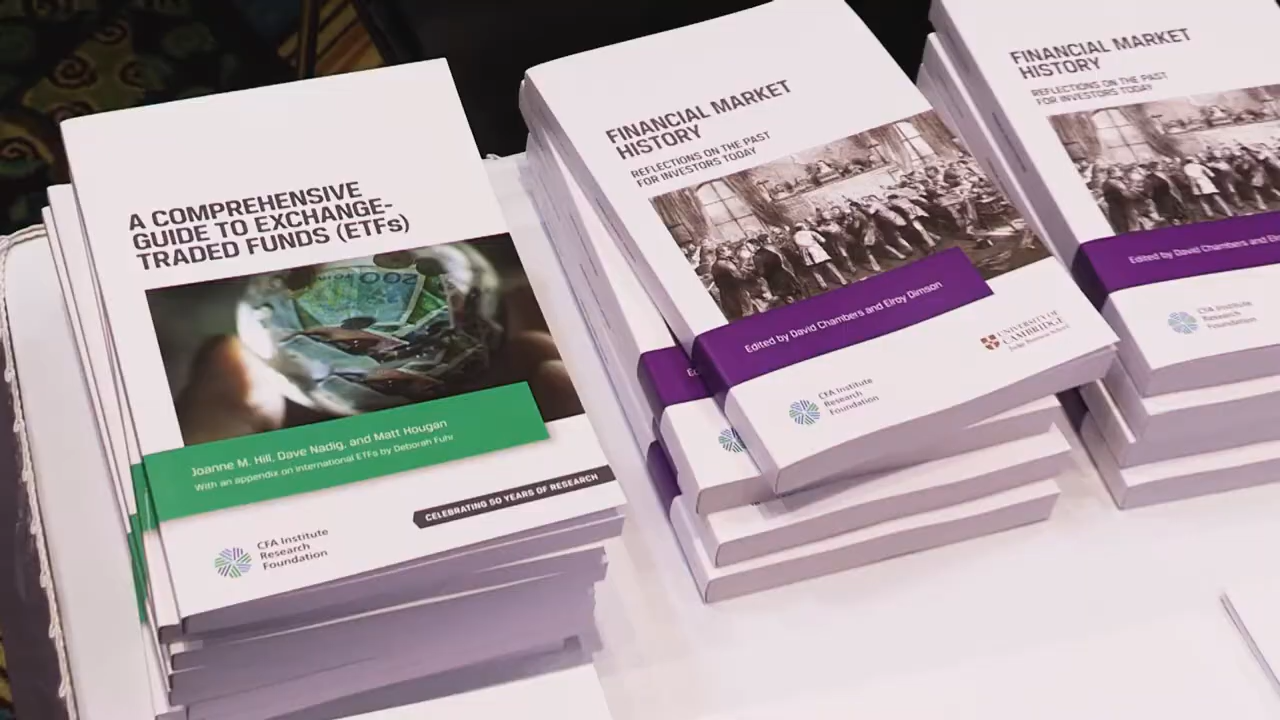 A COMPREHENSIVE
GUIDE TO EXCHANGE-
TRADED FUNDS (ETFs)
200
Joanne M. Hill, Dave Nadig, and Matt Hougan
With an appendix on international ETFs by Deborah Fuhr
CELEBRATING 50 YEARS OF RESEARCH
CFA Institute
Research
Foundation
FINANCIAL MARKET
HISTORY
REFLECTIONS ON THE PAST
FOR INVESTORS TODAY
Edited by David Chambers and Elroy Dimson
UNIVERSITY OF
CAMBRIDGE
Judge Business School
CFA Institute
Research
Foundation
FINANCIAL MARKET
HISTORY
REFLECTIONS ON THE PAST
FOR INVESTORS TODAY
Edited by David Chambers and
CFA Institute
Research
Foundation